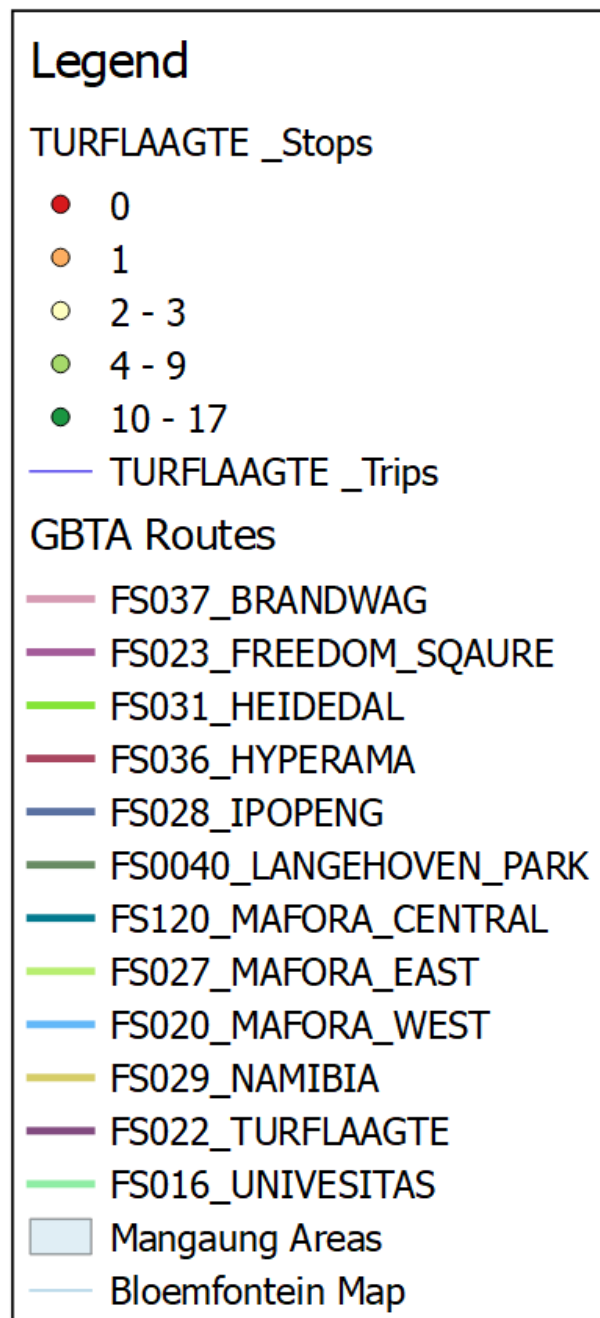 Legend
TURFLAAGTE _Stops
0
1
2 - 3
4 - 9
10 - 17
TURFLAAGTE _Trips
GBTA Routes
FS037_BRANDWAG
FS023_FREEDOM_SQAURE
FS031_HEIDEDAL
FS036_HYPERAMA
FS028_IPOPENG
FS0040_LANGEHOVEN_PARK
FS120_MAFORA_CENTRAL
FS027_MAFORA_EAST
FS020_MAFORA_WEST
FS029_NAMIBIA
FS022_TURFLAAGTE
FS016_UNIVESITAS
Mangaung Areas
Bloemfontein Map